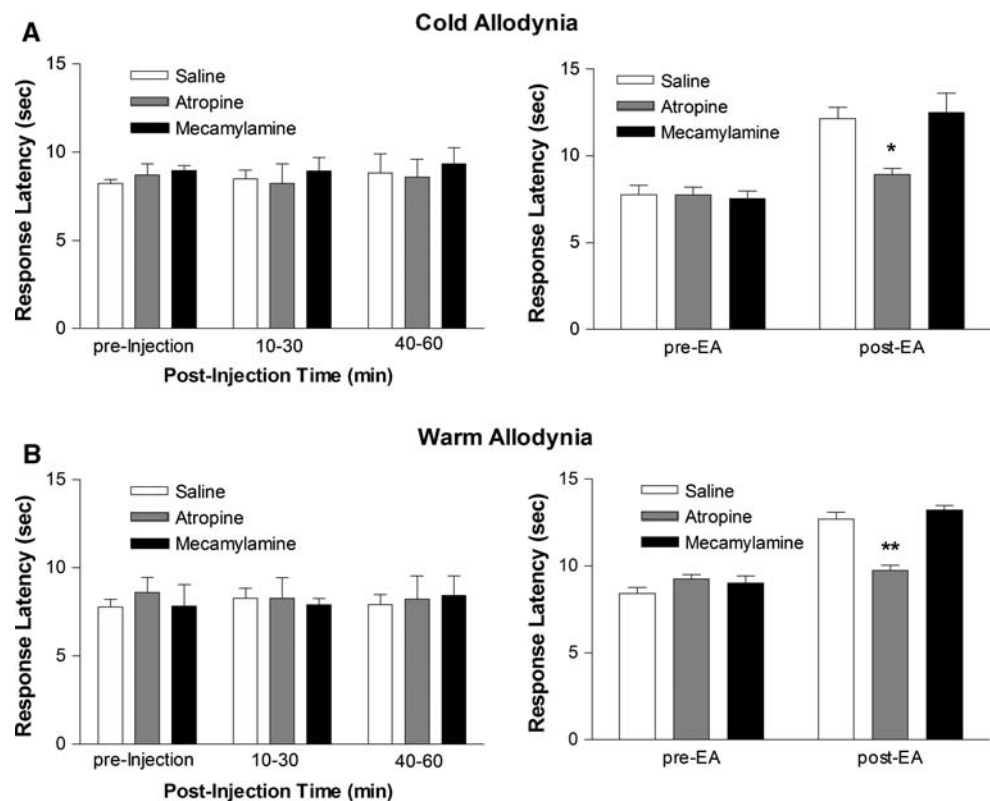 Cold Allodynia
A
Response Latency (sec)
15
10
5
0
Saline
Atropine
Mecamylamine
pre-Injection 10-30 40-60
Post-Injection Time (min)
Response Latency (sec)
15
10
5
0
Saline
Atropine
Mecamylamine
*
pre-EA post-EA
Warm Allodynia
B
Response Latency (sec)
15
10
5
0
Saline
Atropine
Mecamylamine
pre-Injection 10-30 40-60
Post-Injection Time (min)
Response Latency (sec)
15
10
5
0
Saline
Atropine
Mecamylamine
**
pre-EA post-EA